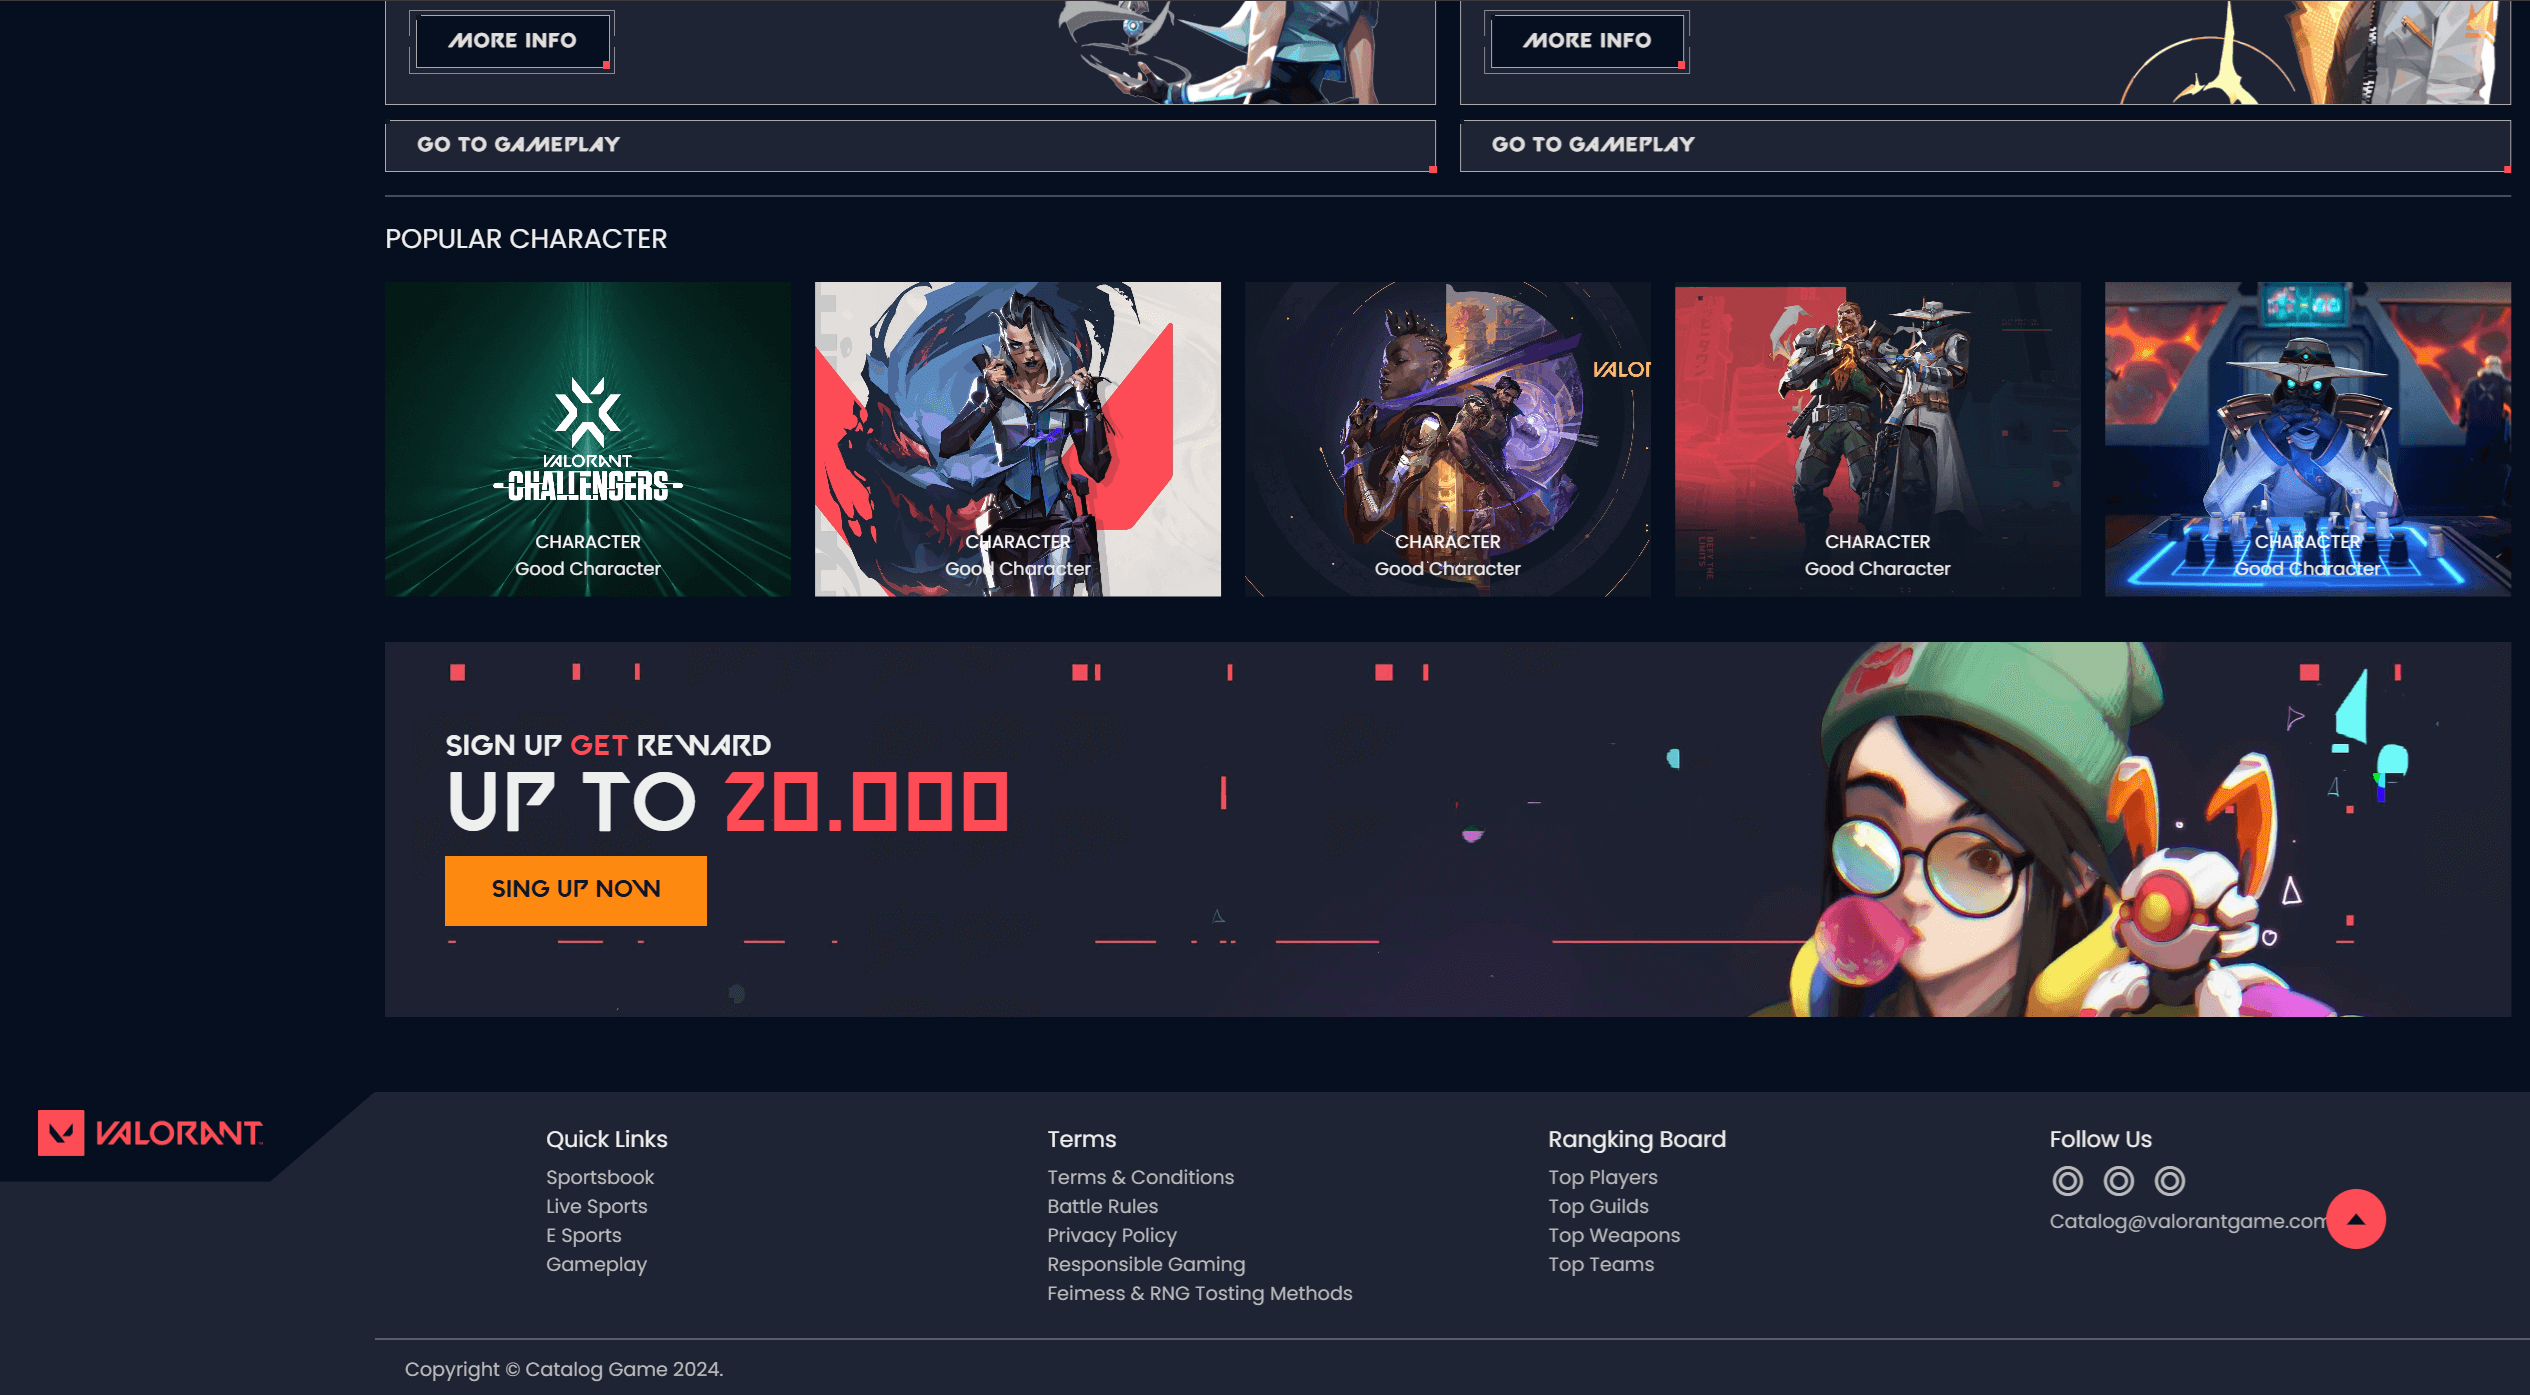 MORE INFO
MORE INFO
GO TO GAMEPLAY
GO TO GAMEPLAY
POPULAR CHARACTER
VALORANT
CHALLENGERS
CHARACTER
Good Character
CHARACTER
Good Character
VALOR
CHARACTER
Good Character
DEFY THE
LIMITS
CHARACTER
Good Character
CHARACTER
Good Character
SIGN UP GET REWARD
UP TO 20.000
SING UP NOW
VALORANT
Quick Links
Sportsbook
Live Sports
E Sports
Gameplay
Terms
Terms & Conditions
Battle Rules
Privacy Policy
Responsible Gaming
Feimess & RNG Tosting Methods
Rangking Board
Top Players
Top Guilds
Top Weapons
Top Teams
Follow Us
Catalog@valorantgame.com
Copyright © Catalog Game 2024.